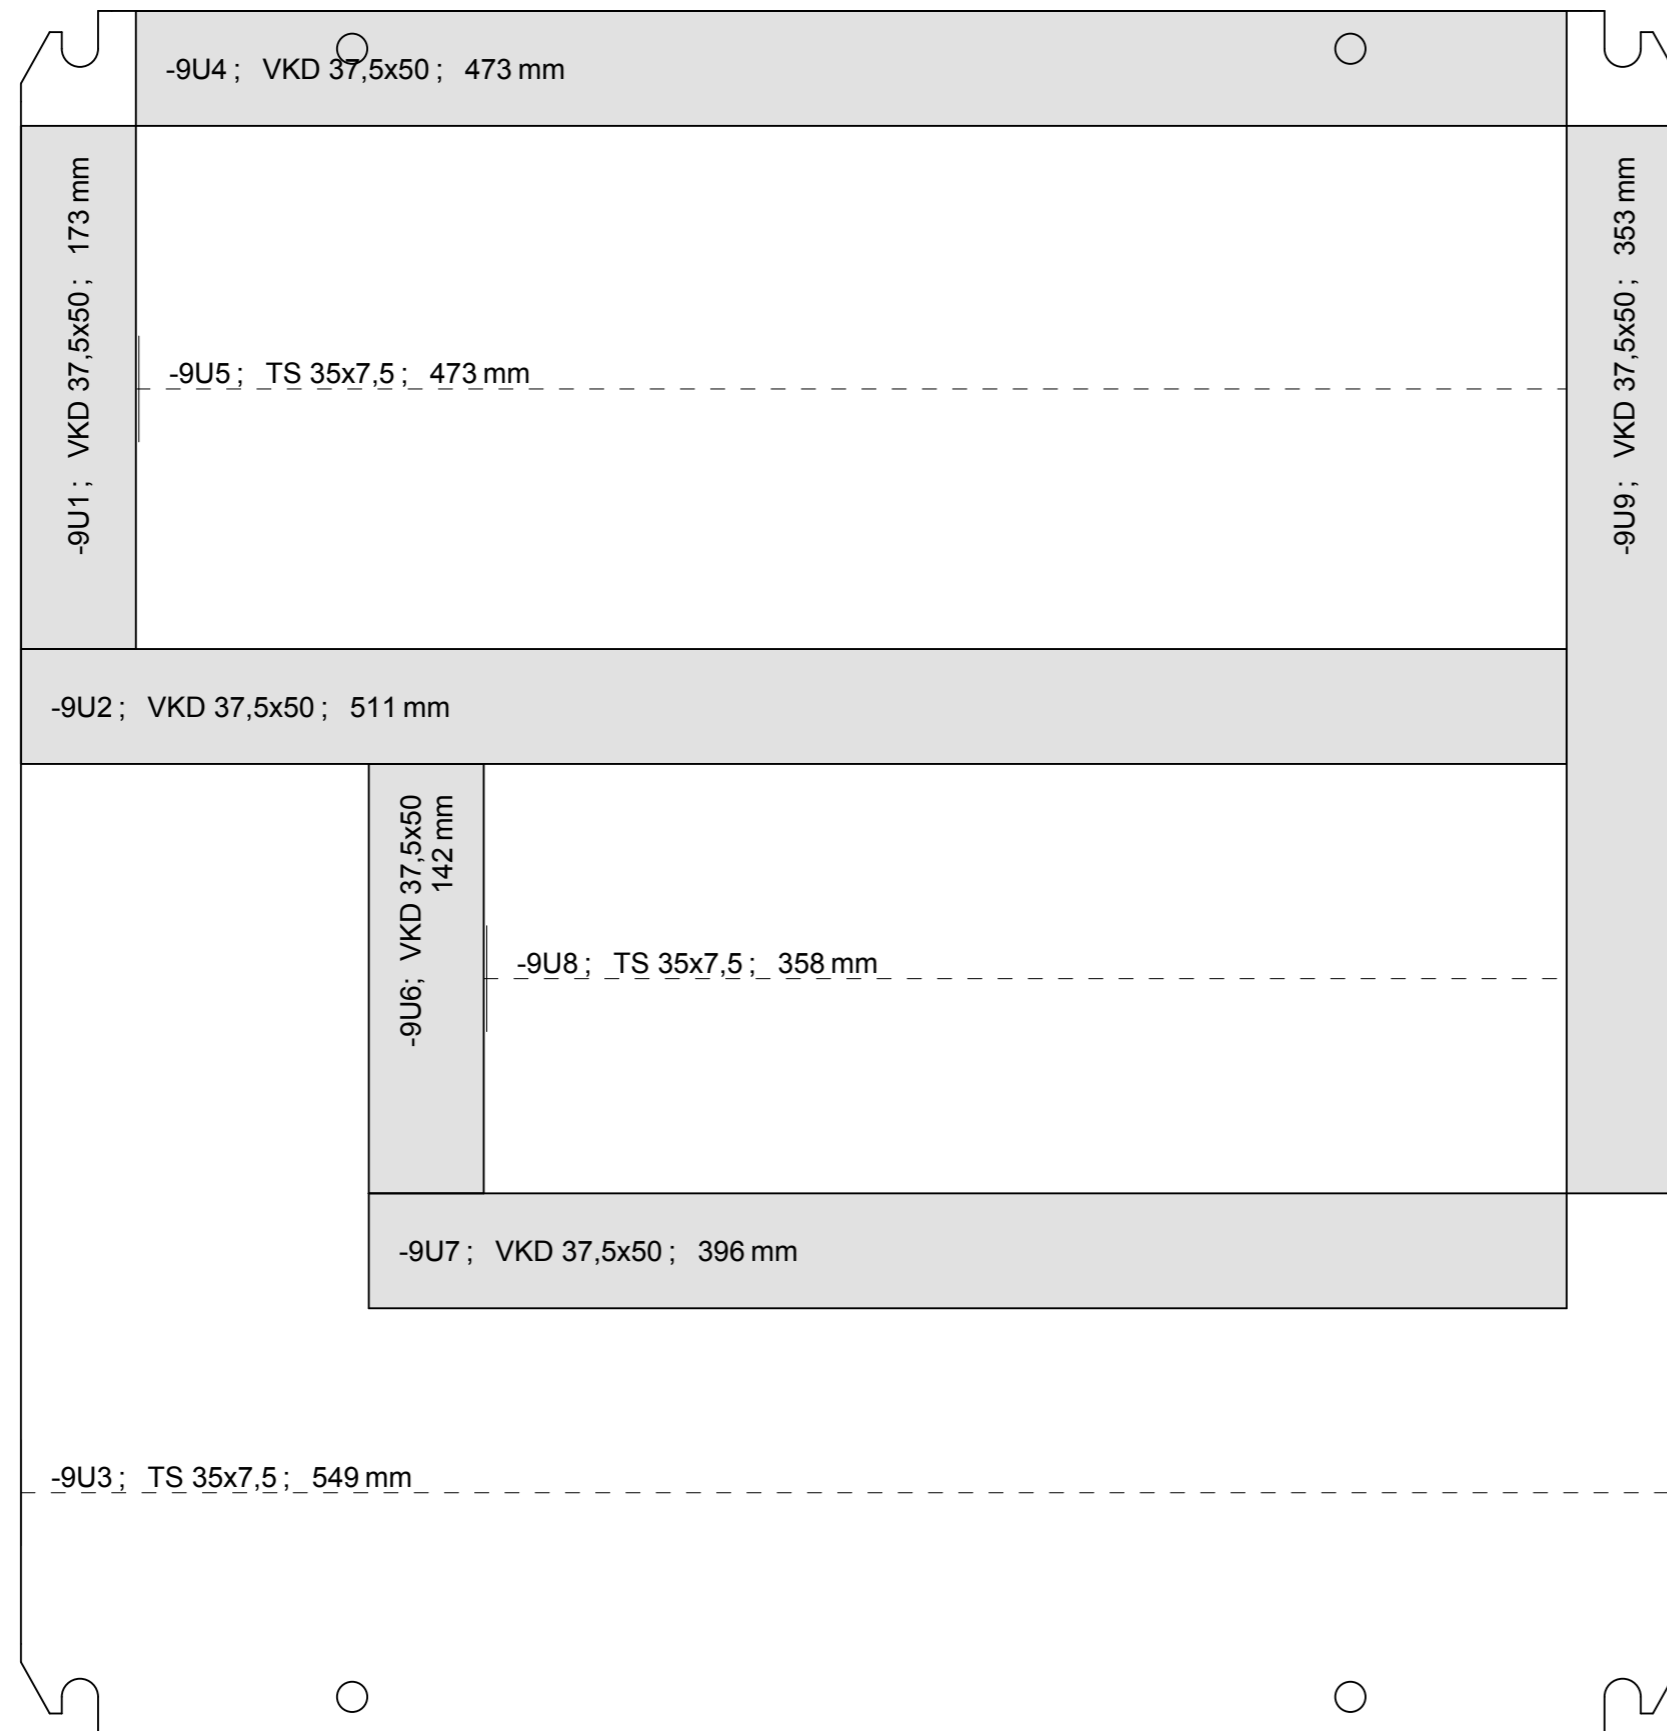 -9U4 ; VKD 37,5x50 ; 473 mm
-9U1 ; VKD 37,5x50 ; 173 mm
-9U9 ; VKD 37,5x50 ; 353 mm
-9U5 ; TS 35x7,5 ; 473 mm
-9U2 ; VKD 37,5x50 ; 511 mm
-9U6; VKD 37,5x50
142 mm
-9U8 ; TS 35x7,5 ; 358 mm
-9U7 ; VKD 37,5x50 ; 396 mm
-9U3 ; TS 35x7,5 ; 549 mm